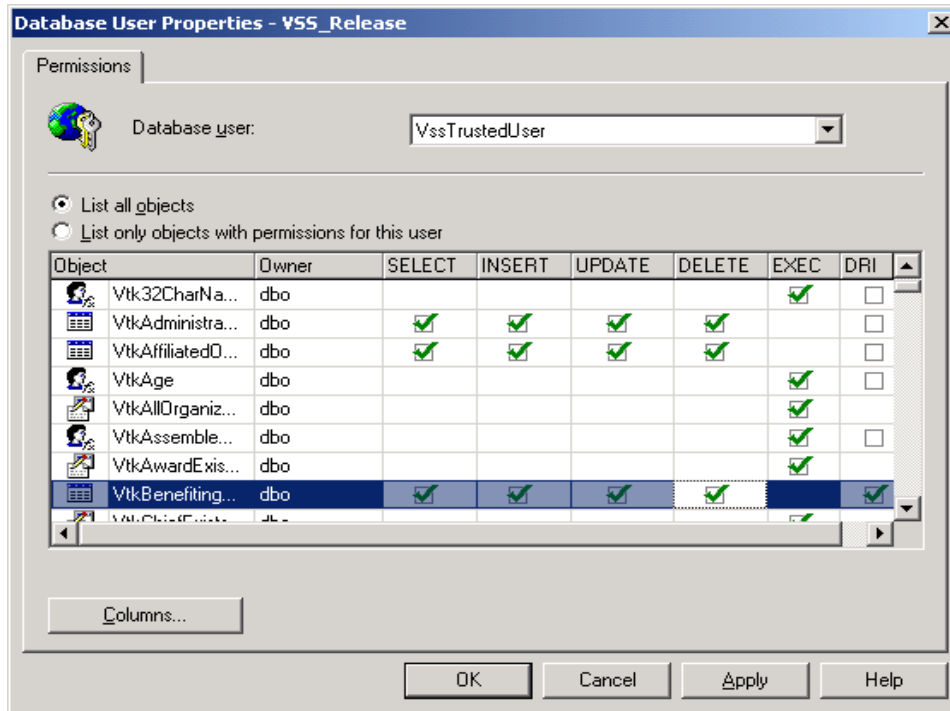 Database User Properties - VSS_Release
Permissions
Database user: VssTrustedUser
List all objects
List only objects with permissions for this user
Object Owner SELECT INSERT UPDATE DELETE EXEC DRI
Vtk32CharNa... dbo
VtkAdministra... dbo
VtkAffiliatedO... dbo
VtkAge dbo
VtkAllOrganiz... dbo
VtkAssemble... dbo
VtkAwardExis... dbo
VtkBenefiting... dbo
Columns...
OK Cancel Apply Help